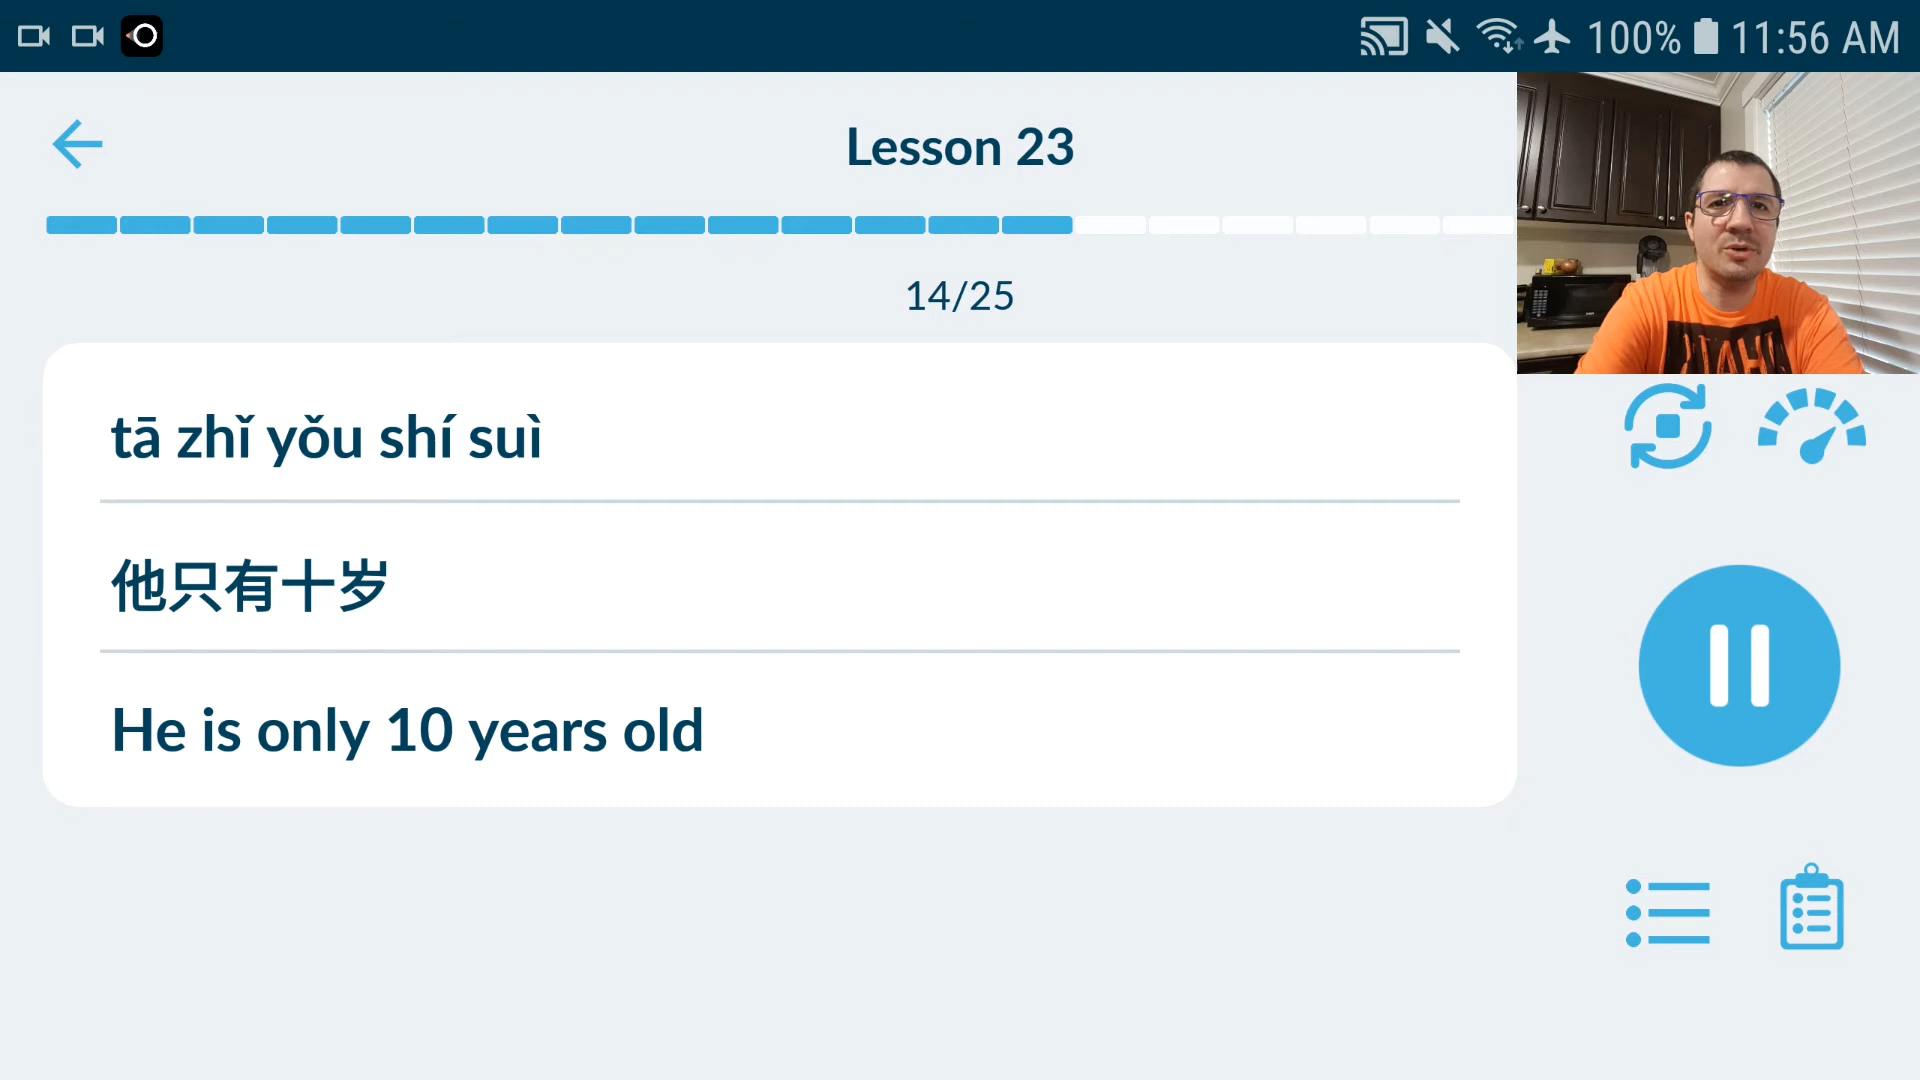 100% 11:56 AM
Lesson 23
14/25
tā zhǐ yǒu shí suì
他只有十岁
He is only 10 years old